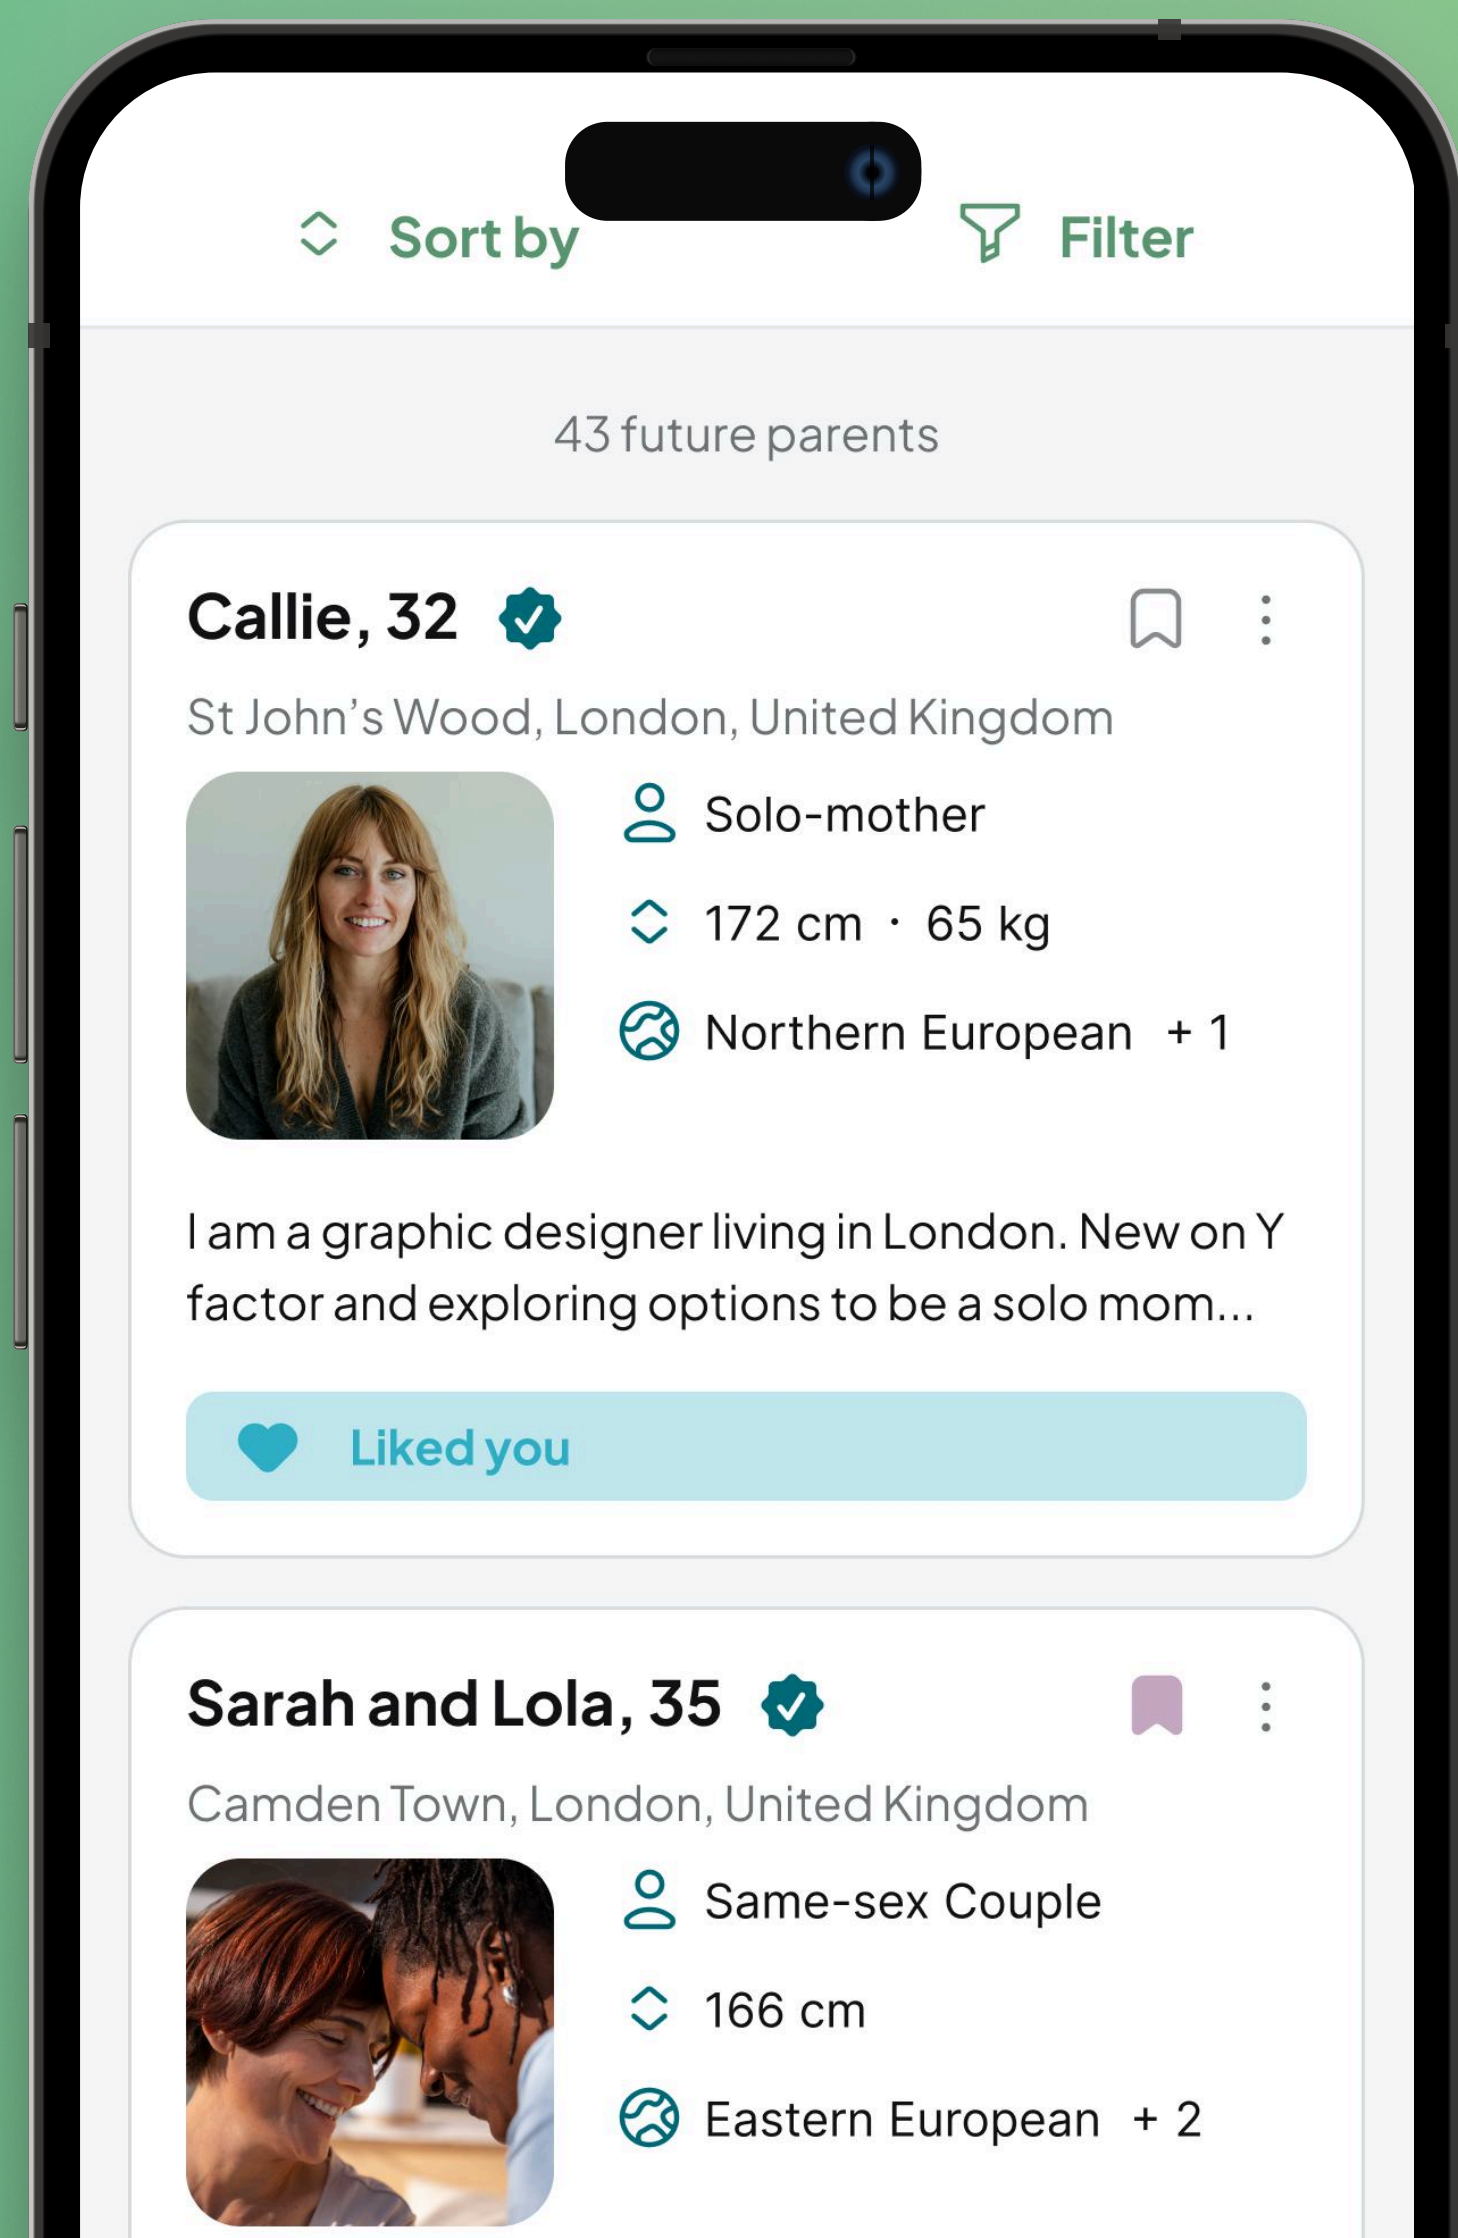 Sort by
Filter
43 future parents
Callie, 32
St John’s Wood, London, United Kingdom
Solo-mother
172 cm · 65 kg
Northern European + 1
I am a graphic designer living in London. New on Y
factor and exploring options to be a solo mom...
Liked you
Sarah and Lola, 35
Camden Town, London, United Kingdom
Same-sex Couple
166 cm
Eastern European + 2